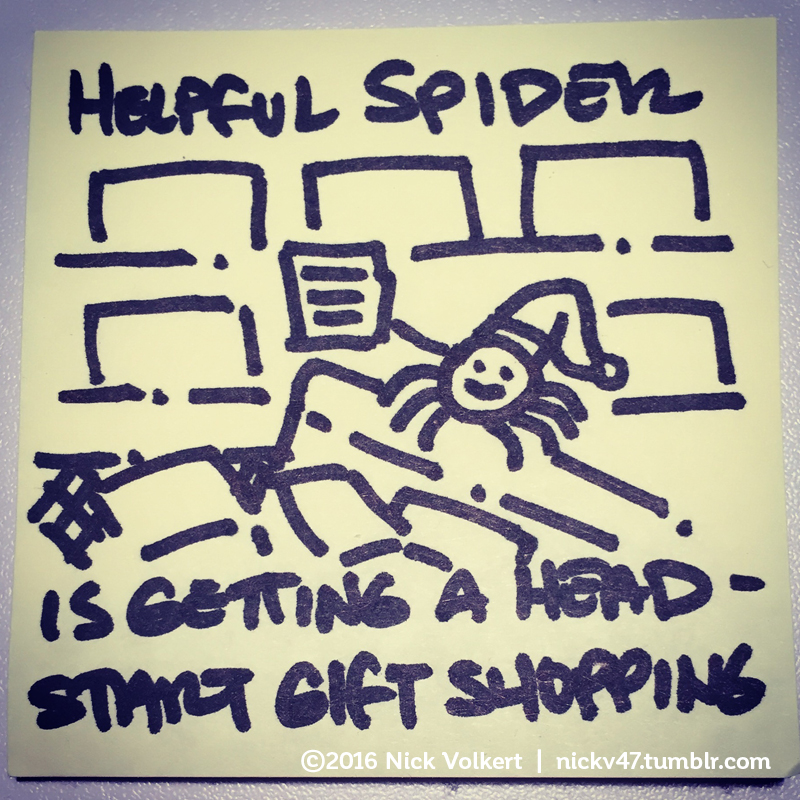 HELPFUL SPIDER
IS GETTING A HEAD-
START GIFT SHOPPING
©2016 Nick Volkert | nickv47.tumblr.com